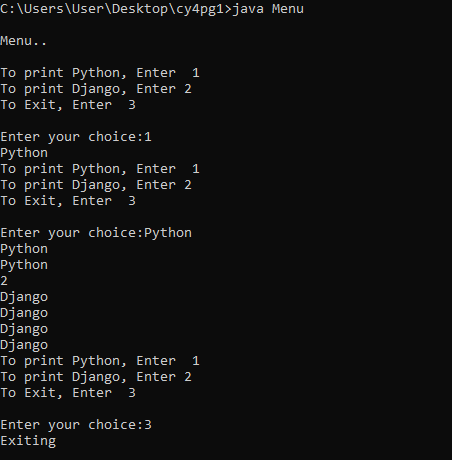 C:\Users\User\Desktop\cy4pg1>java Menu
Menu..
To print Python, Enter  1
To print Django, Enter 2
To Exit, Enter  3
Enter your choice:1
Python
To print Python, Enter  1
To print Django, Enter 2
To Exit, Enter  3
Enter your choice:Python
Python
Python
2
Django
Django
Django
Django
To print Python, Enter  1
To print Django, Enter 2
To Exit, Enter  3
Enter your choice:3
Exiting